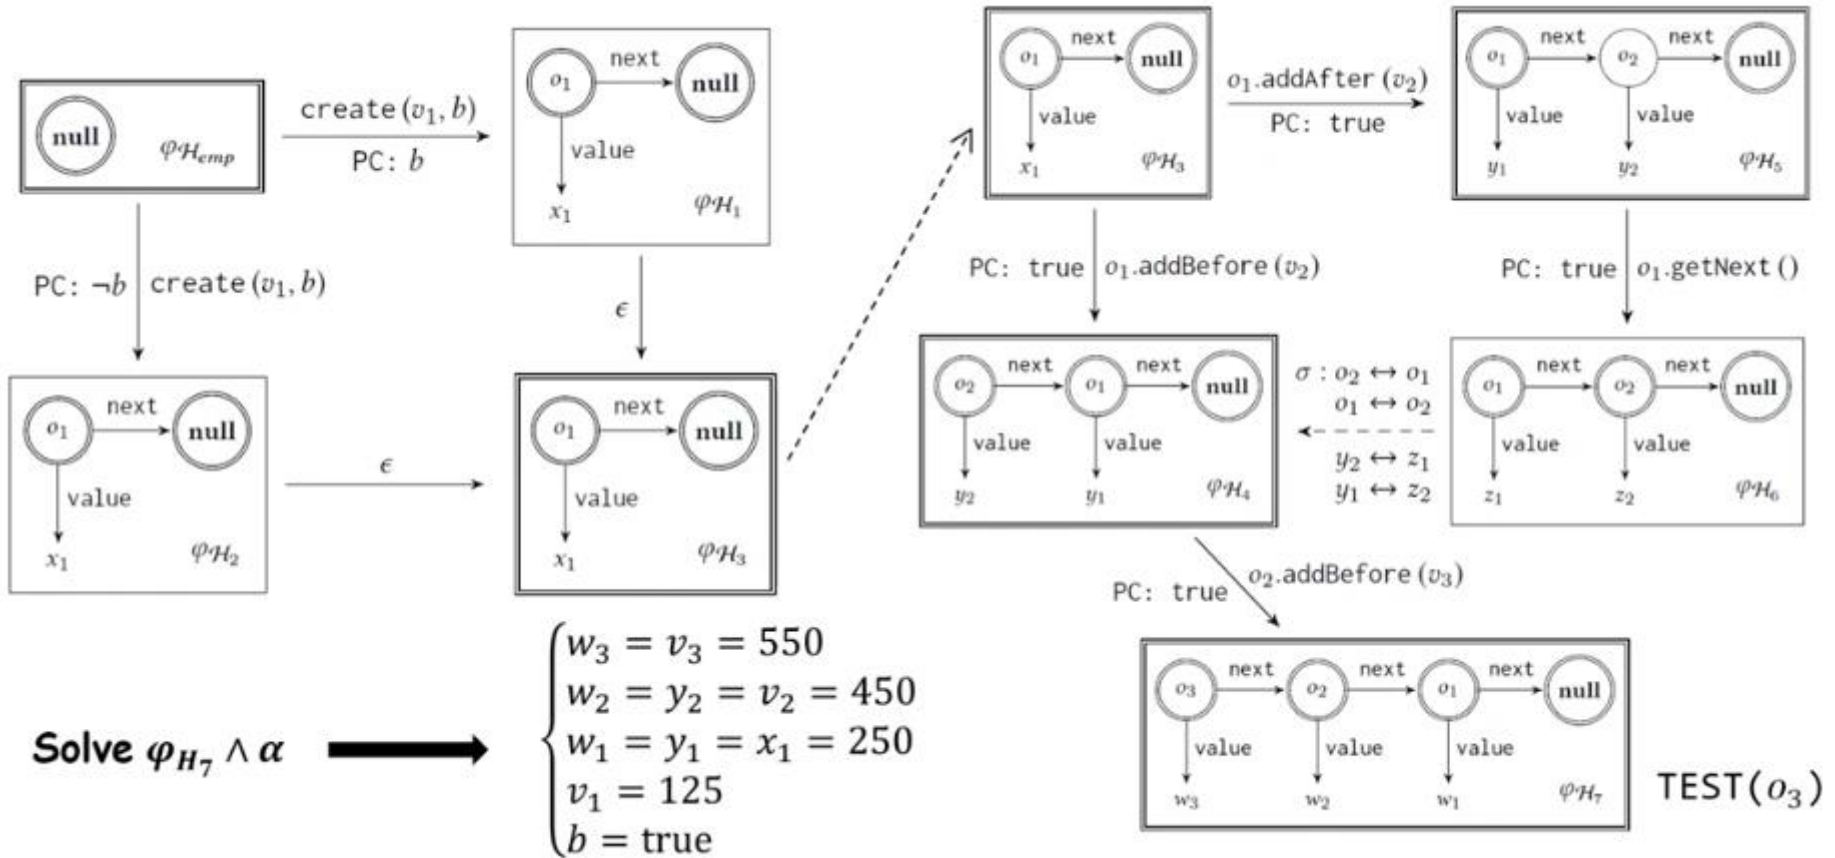 null
φ𝓗emp
create(v₁, b)
PC: b
o₁
next
null
value
x₁
φ𝓗₁
PC: ¬b
create(v₁, b)
ϵ
o₁
next
null
value
x₁
φ𝓗₂
ϵ
o₁
next
null
value
x₁
φ𝓗₃
o₁
next
null
value
x₁
φ𝓗₃
o₁.addAfter(v₂)
PC: true
o₁
next
o₂
next
null
value
value
y₁
y₂
φ𝓗₅
PC: true
o₁.addBefore(v₂)
PC: true
o₁.getNext()
o₂
next
o₁
next
null
value
value
y₂
y₁
φ𝓗₄
σ : o₂ ↔ o₁
o₁ ↔ o₂
y₂ ↔ z₁
y₁ ↔ z₂
o₁
next
o₂
next
null
value
value
z₁
z₂
φ𝓗₆
PC: true
o₂.addBefore(v₃)
o₃
next
o₂
next
o₁
next
null
value
value
value
w₃
w₂
w₁
φ𝓗₇
TEST(o₃)
Solve φH₇ ∧ α
w₃ = v₃ = 550
w₂ = y₂ = v₂ = 450
w₁ = y₁ = x₁ = 250
v₁ = 125
b = true